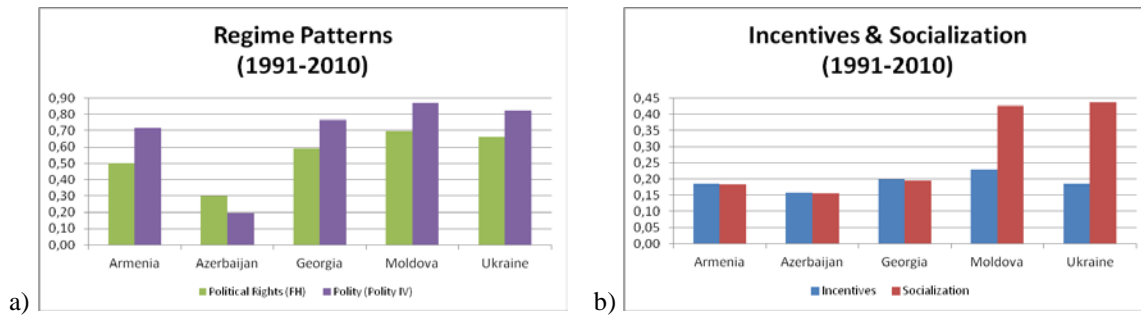 a)
Regime Patterns
(1991-2010)
0,90
0,80
0,70
0,60
0,50
0,40
0,30
0,20
0,10
0,00
Armenia Azerbaijan Georgia Moldova Ukraine
Political Rights (FH) Polity (Polity IV)
b)
Incentives & Socialization
(1991-2010)
0,45
0,40
0,35
0,30
0,25
0,20
0,15
0,10
0,05
0,00
Armenia Azerbaijan Georgia Moldova Ukraine
Incentives Socialization